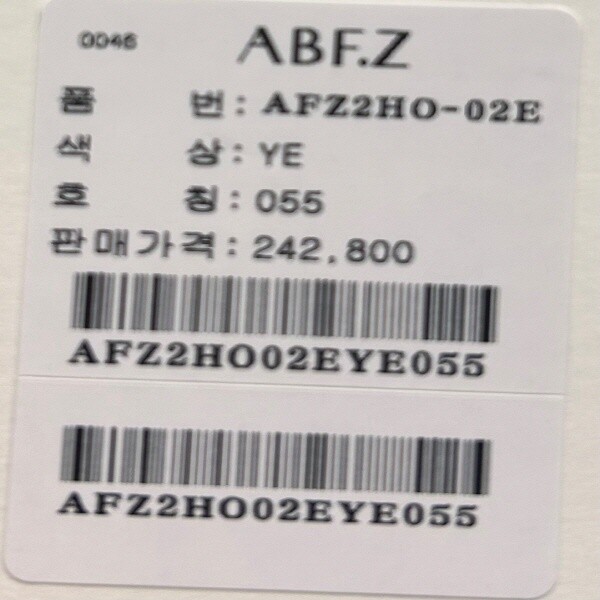 0046
ABF.Z
품 번 : AFZ2HO-02E
색 상 : YE
호 칭 : 055
판매가격 : 242,800
AFZ2HO02EYE055
AFZ2HO02EYE055